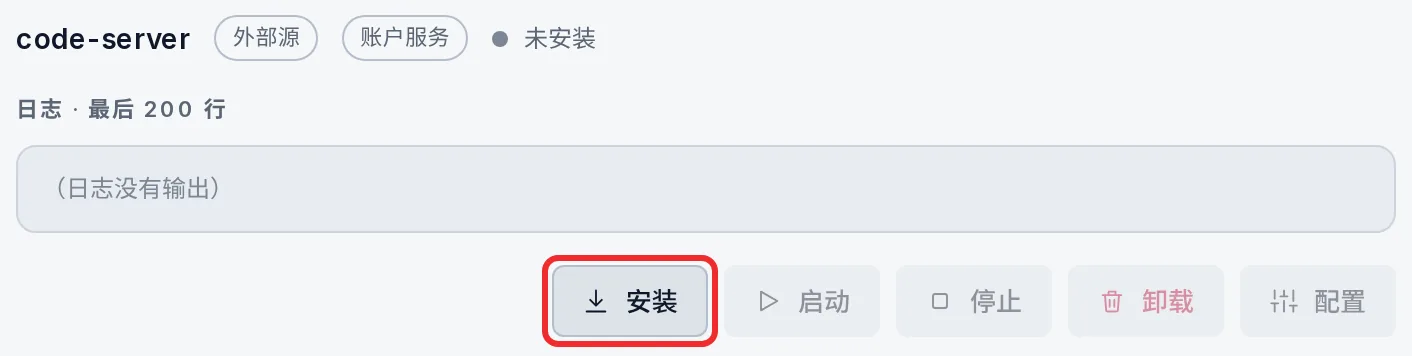 code-server 外部源 账户服务 未安装
日志 · 最后 200 行
（日志没有输出）
安装 启动 停止 卸载 配置